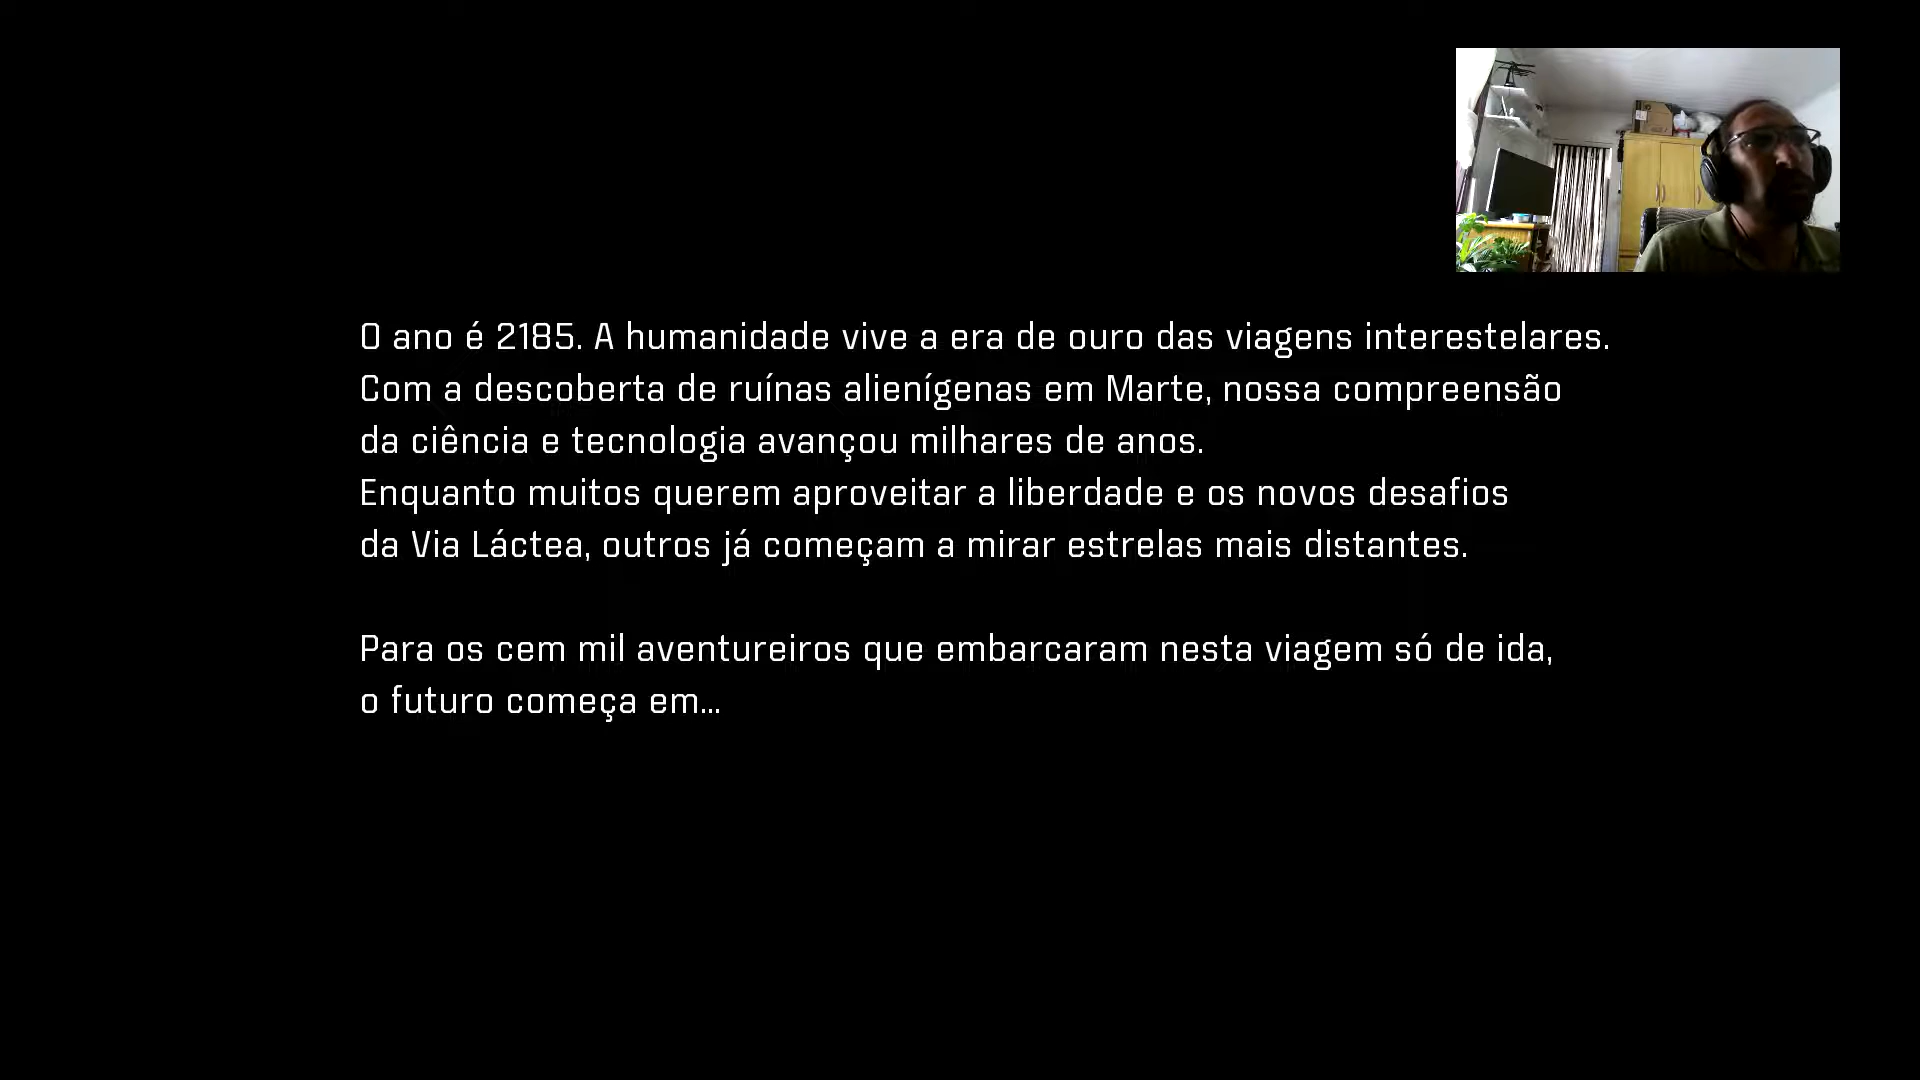 O ano é 2185. A humanidade vive a era de ouro das viagens interestelares.
Com a descoberta de ruínas alienígenas em Marte, nossa compreensão
da ciência e tecnologia avançou milhares de anos.
Enquanto muitos querem aproveitar a liberdade e os novos desafios
da Via Láctea, outros já começam a mirar estrelas mais distantes.
Para os cem mil aventureiros que embarcaram nesta viagem só de ida,
o futuro começa em...